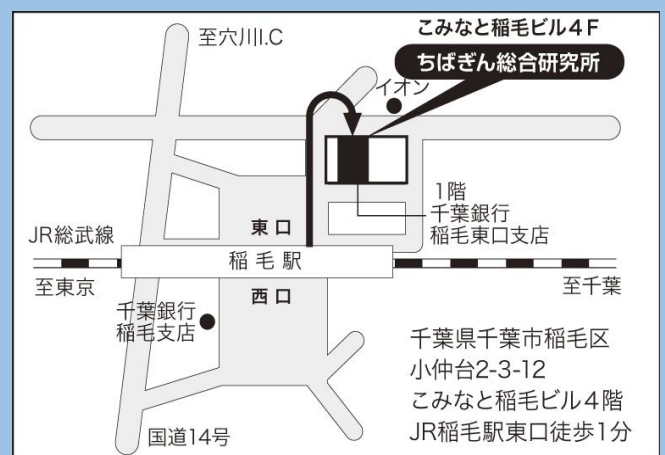 至穴川I.C
こみなと稲毛ビル4F
ちばぎん総合研究所
イオン
1階
千葉銀行
稲毛東口支店
東口
JR総武線
稲毛駅
至東京
至千葉
西口
千葉銀行
稲毛支店
国道14号
千葉県千葉市稲毛区
小仲台2-3-12
こみなと稲毛ビル4階
JR稲毛駅東口徒歩1分